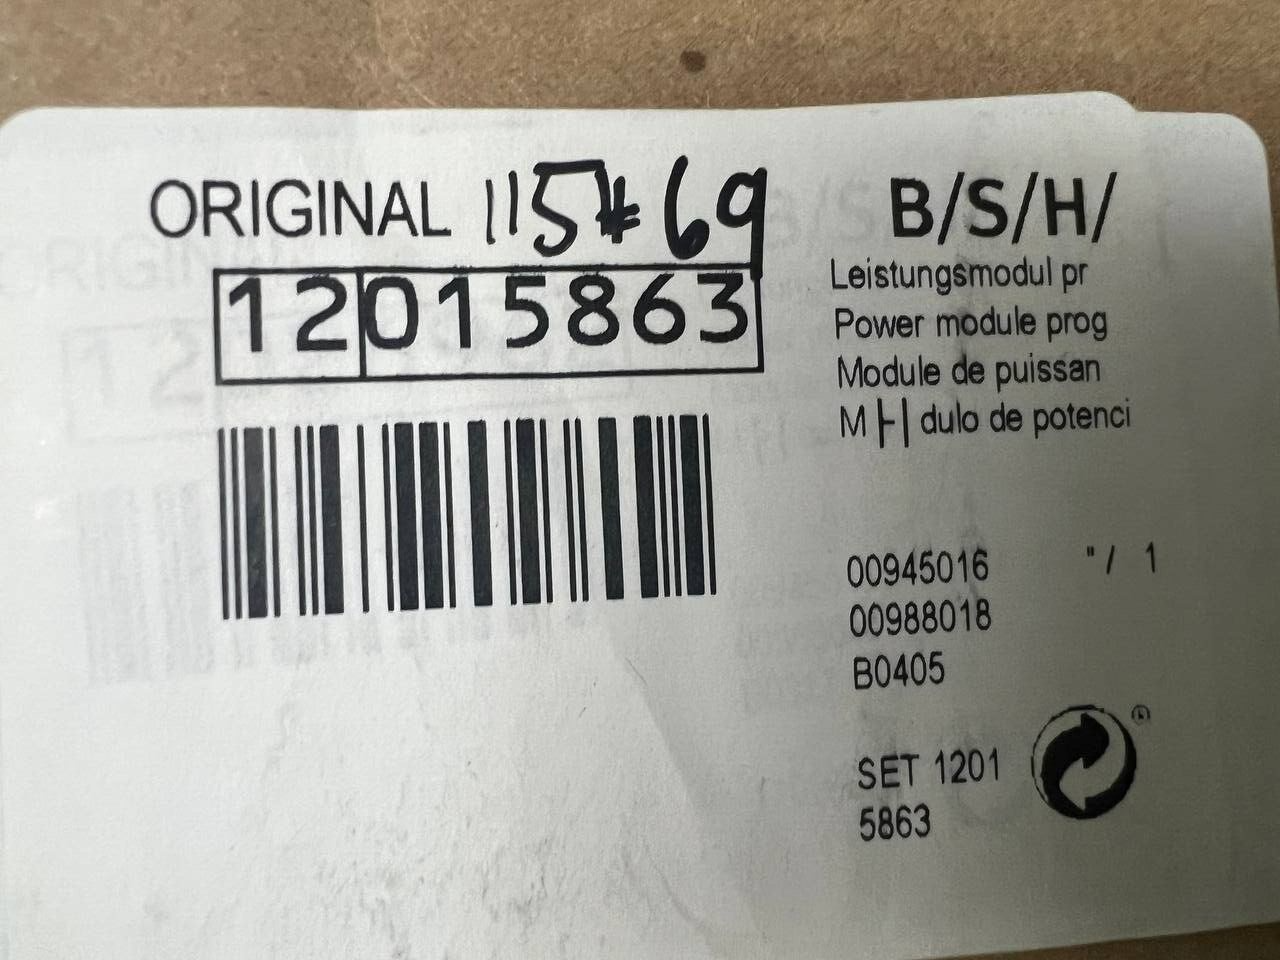 ORIGINAL 115*69
12015863
B/S/H/
Leistungsmodul pr
Power module prog
Module de puissan
M├┤dulo de potenci
00945016 "/ 1
00988018
B0405
SET 1201
5863